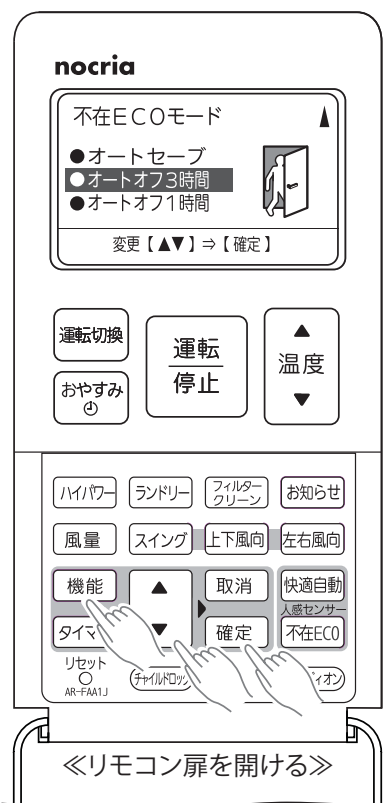 nocria
不在ECOモード
●オートセーブ
●オートオフ3時間
●オートオフ1時間
変更【▲▼】⇒【確定】
運転切換
運転
停止
▲
温度
▼
おやすみ
ハイパワー ランドリー フィルター
クリーン お知らせ
風量 スイング 上下風向 左右風向
機能 ▲ 取消 快適自動
人感センサー
▼ 確定 不在ECO
リセット
AR-FAA1J
≪リモコン扉を開ける≫